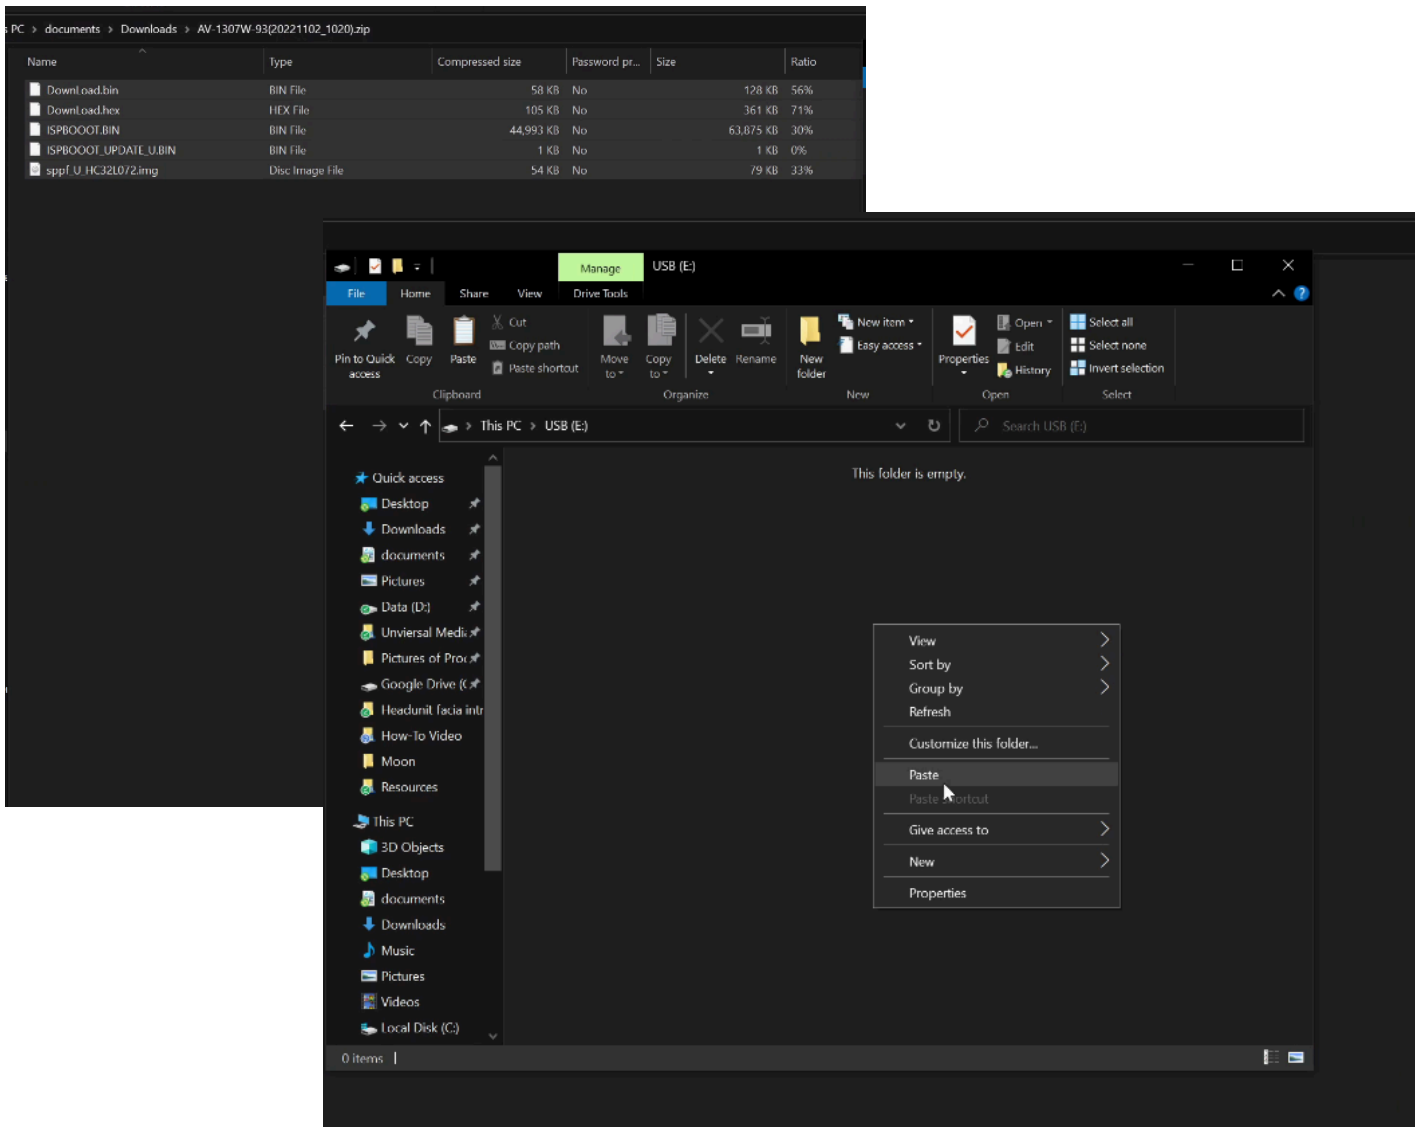 PC > documents > Downloads > AV-1307W-93(20221102_1020).zip
Name Type Compressed size Password pr... Size Ratio
DownLoad.bin BIN File 58 KB No 128 KB 56%
DownLoad.hex HEX File 105 KB No 361 KB 71%
ISPBOOOT.BIN BIN File 44,993 KB No 63,875 KB 30%
ISPBOOOT_UPDATE_U.BIN BIN File 1 KB No 1 KB 0%
sppf_U_HC32L072.img Disc Image File 54 KB No 79 KB 33%
Manage USB (E:)
File Home Share View Drive Tools
Pin to Quick access
Copy
Paste
Cut
Copy path
Paste shortcut
Clipboard
Move to
Copy to
Delete
Rename
Organize
New folder
New item
Easy access
New
Properties
Open
Edit
History
Open
Select all
Select none
Invert selection
Select
This PC > USB (E:)
Search USB (E:)
Quick access
Desktop
Downloads
documents
Pictures
Data (D:)
Unviersal Medi
Pictures of Pro
Google Drive (
Headunit facia intr
How-To Video
Moon
Resources
This PC
3D Objects
Desktop
documents
Downloads
Music
Pictures
Videos
Local Disk (C:)
This folder is empty.
View
Sort by
Group by
Refresh
Customize this folder...
Paste
Paste shortcut
Give access to
New
Properties
0 items